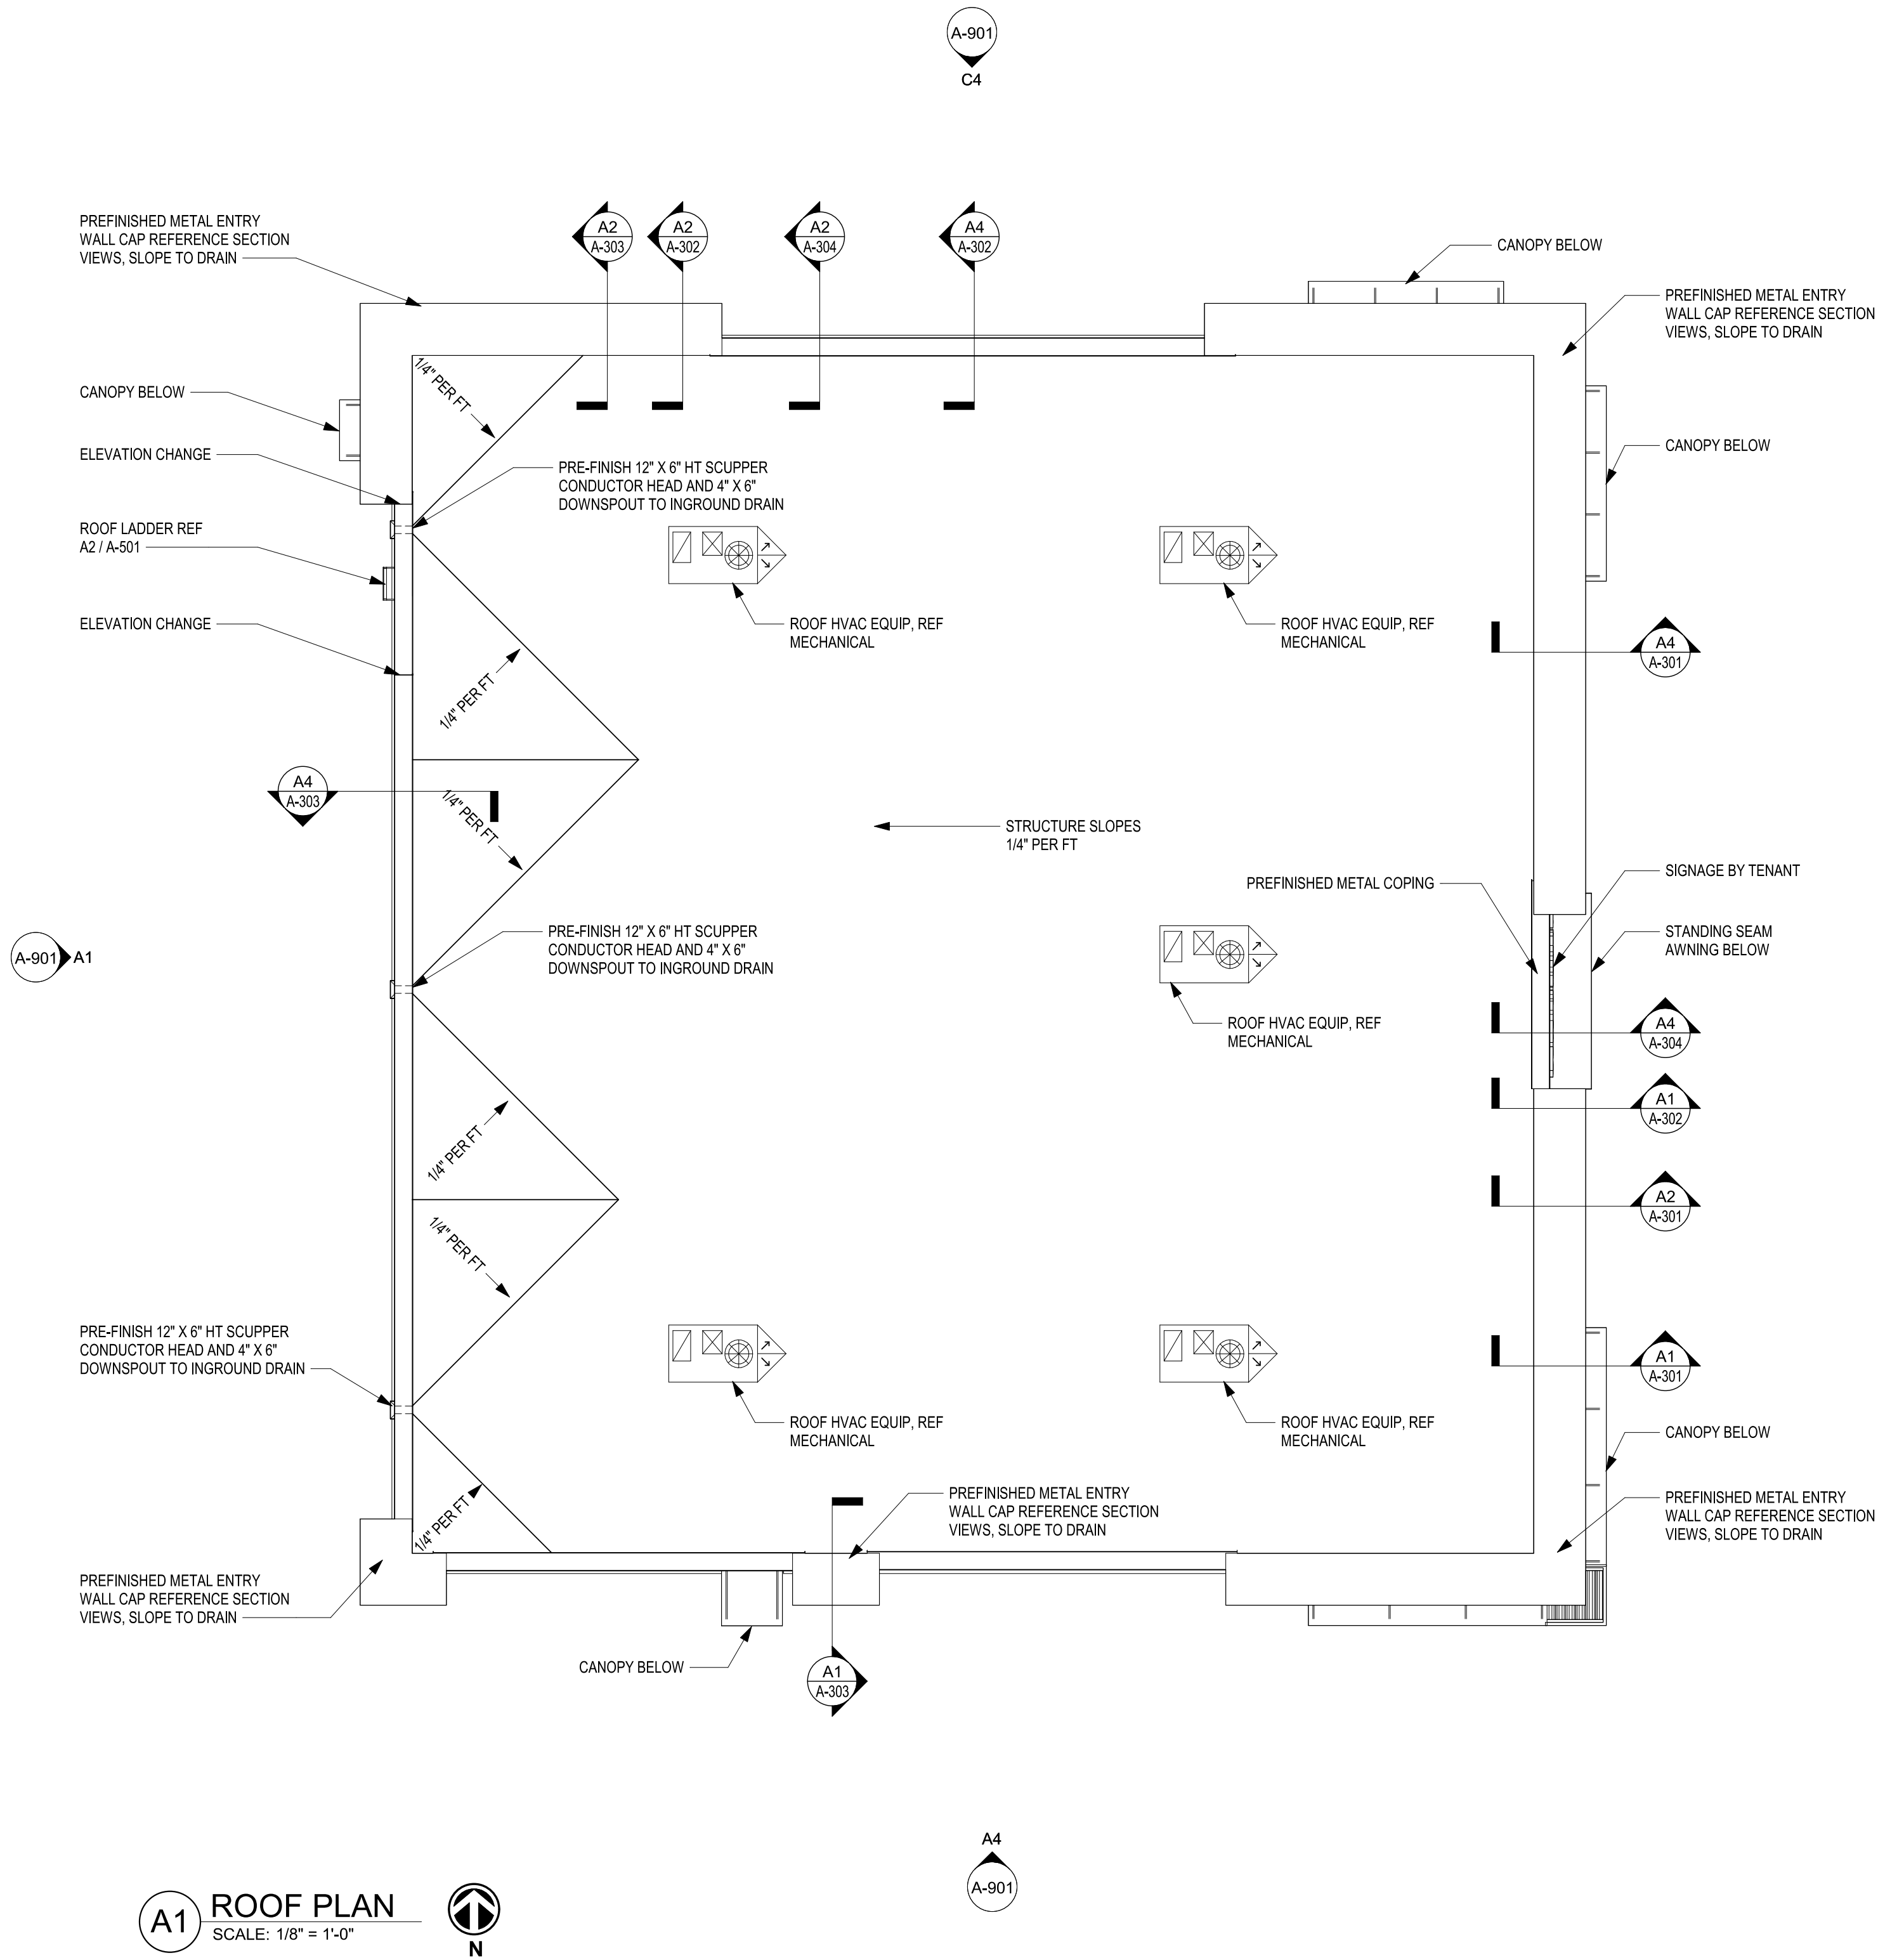 A-901
C4
PREFINISHED METAL ENTRY
WALL CAP REFERENCE SECTION
VIEWS, SLOPE TO DRAIN
A2
A-303
A2
A-302
A2
A-304
A4
A-302
CANOPY BELOW
PREFINISHED METAL ENTRY
WALL CAP REFERENCE SECTION
VIEWS, SLOPE TO DRAIN
1/4" PER FT
CANOPY BELOW
ELEVATION CHANGE
CANOPY BELOW
PRE-FINISH 12" X 6" HT SCUPPER
CONDUCTOR HEAD AND 4" X 6"
DOWNSPOUT TO INGROUND DRAIN
ROOF LADDER REF
A2 / A-501
ELEVATION CHANGE
ROOF HVAC EQUIP, REF
MECHANICAL
ROOF HVAC EQUIP, REF
MECHANICAL
A4
A-301
1/4" PER FT
A4
A-303
1/4" PER FT
STRUCTURE SLOPES
1/4" PER FT
PREFINISHED METAL COPING
SIGNAGE BY TENANT
PRE-FINISH 12" X 6" HT SCUPPER
CONDUCTOR HEAD AND 4" X 6"
DOWNSPOUT TO INGROUND DRAIN
STANDING SEAM
AWNING BELOW
A-901
A1
ROOF HVAC EQUIP, REF
MECHANICAL
A4
A-304
A1
A-302
1/4" PER FT
A2
A-301
1/4" PER FT
PRE-FINISH 12" X 6" HT SCUPPER
CONDUCTOR HEAD AND 4" X 6"
DOWNSPOUT TO INGROUND DRAIN
A1
A-301
ROOF HVAC EQUIP, REF
MECHANICAL
ROOF HVAC EQUIP, REF
MECHANICAL
CANOPY BELOW
1/4" PER FT
PREFINISHED METAL ENTRY
WALL CAP REFERENCE SECTION
VIEWS, SLOPE TO DRAIN
PREFINISHED METAL ENTRY
WALL CAP REFERENCE SECTION
VIEWS, SLOPE TO DRAIN
PREFINISHED METAL ENTRY
WALL CAP REFERENCE SECTION
VIEWS, SLOPE TO DRAIN
CANOPY BELOW
A1
A-303
A4
A-901
A1
ROOF PLAN
SCALE: 1/8" = 1'-0"
N